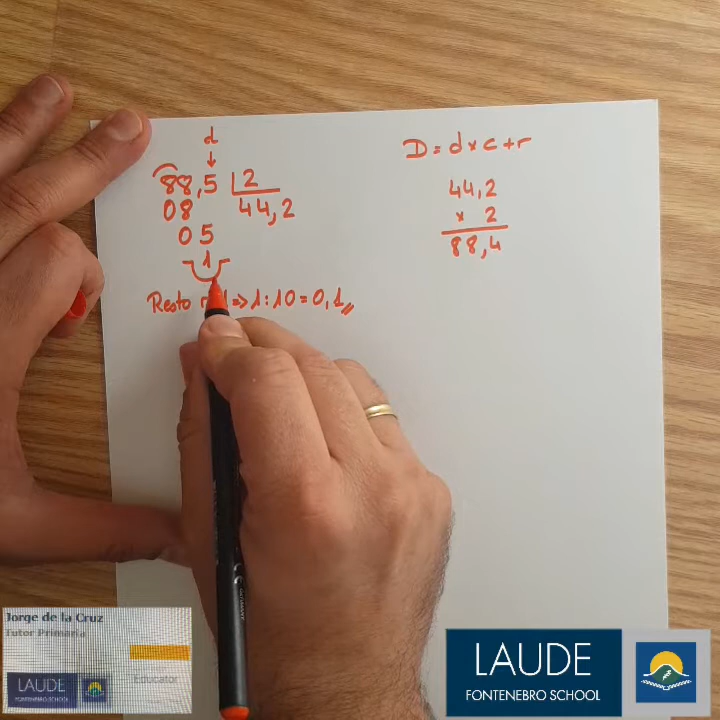 d
↓
88,5 | 2
08 44,2
05
1
Resto => 1:10=0,1
D=d×c+r
44,2
× 2
88,4
Jorge de la Cruz
Tutor Primaria
Educator
LAUDE
FONTENEBRO SCHOOL
LAUDE
FONTENEBRO SCHOOL